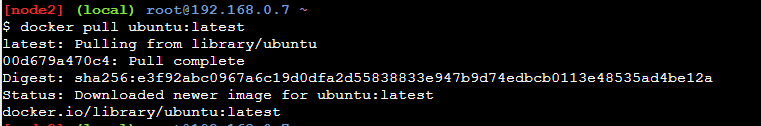 [node2] (local) root@192.168.0.7 ~
$ docker pull ubuntu:latest
latest: Pulling from library/ubuntu
00d679a470c4: Pull complete
Digest: sha256:e3f92abc0967a6c19d0dfa2d55838833e947b9d74edbcb0113e48535ad4be12a
Status: Downloaded newer image for ubuntu:latest
docker.io/library/ubuntu:latest